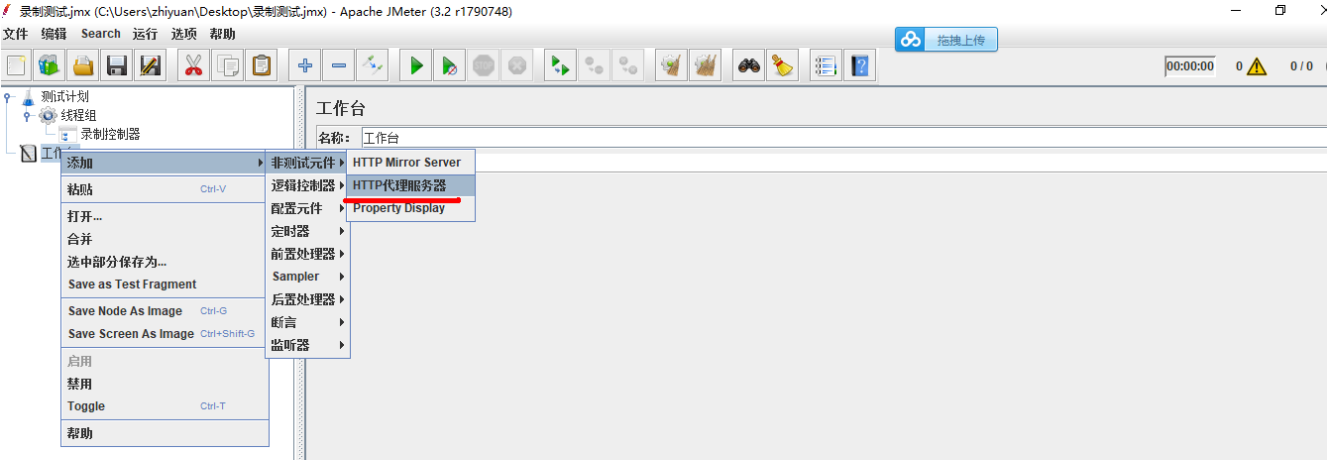 录制测试.jmx (C:\Users\zhiyuan\Desktop\录制测试.jmx) - Apache JMeter (3.2 r1790748)
文件 编辑 Search 运行 选项 帮助
拖拽上传
STOP
00:00:00 0 0 / 0
测试计划
线程组
录制控制器
工作台
名称: 工作台
添加
粘贴 Ctrl-V
打开...
合并
选中部分保存为...
Save as Test Fragment
Save Node As Image Ctrl-G
Save Screen As Image Ctrl+Shift-G
启用
禁用
Toggle Ctrl-T
帮助
非测试元件
逻辑控制器
配置元件
定时器
前置处理器
Sampler
后置处理器
断言
监听器
HTTP Mirror Server
HTTP代理服务器
Property Display